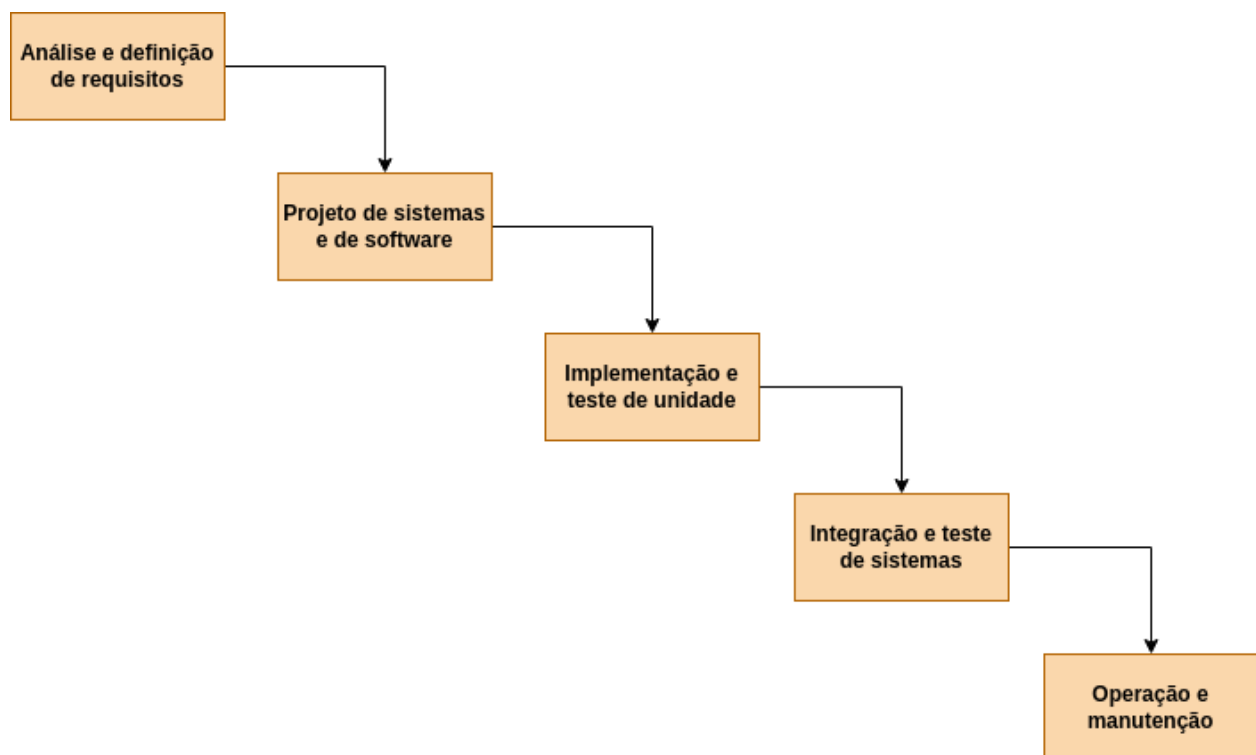 Análise e definição
de requisitos
Projeto de sistemas
e de software
Implementação e
teste de unidade
Integração e teste
de sistemas
Operação e
manutenção